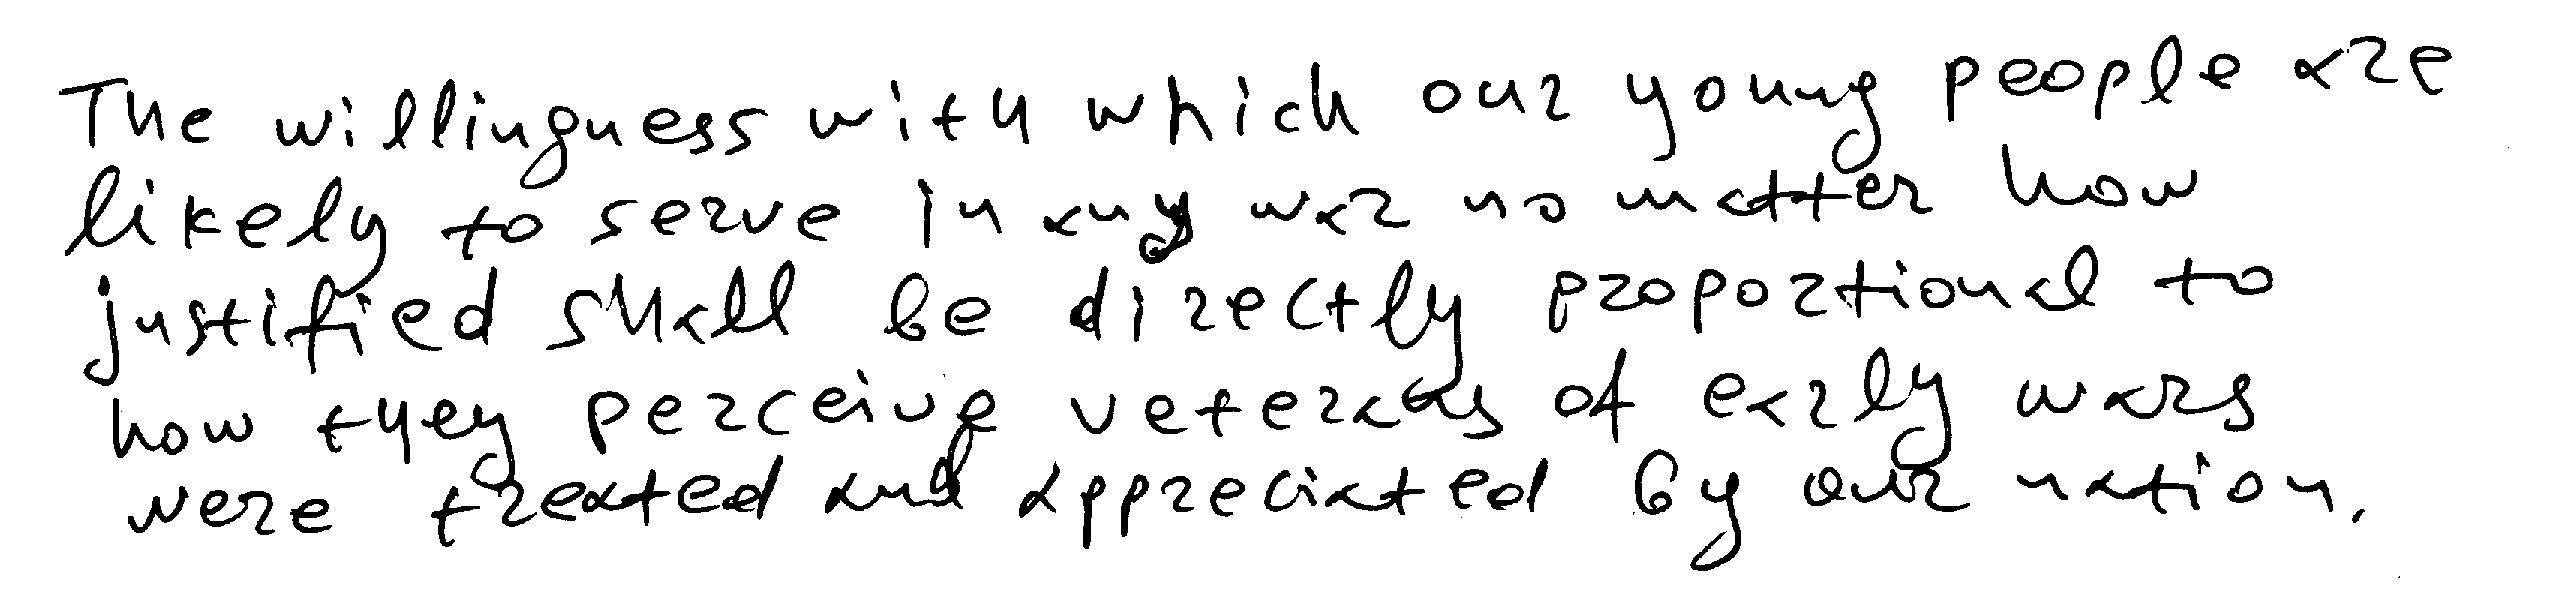 The willingness with which our young people are
likely to serve in any war no matter how
justified shall be directly proportional to
how they perceive veterans of early wars
were treated and appreciated by our nation.